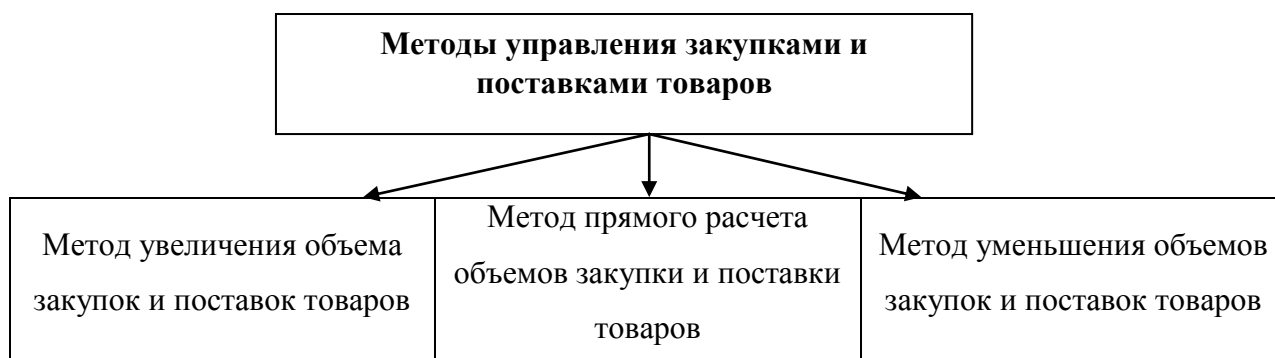 Методы управления закупками и
поставками товаров
Метод увеличения объема
закупок и поставок товаров
Метод прямого расчета
объемов закупки и поставки
товаров
Метод уменьшения объемов
закупок и поставок товаров